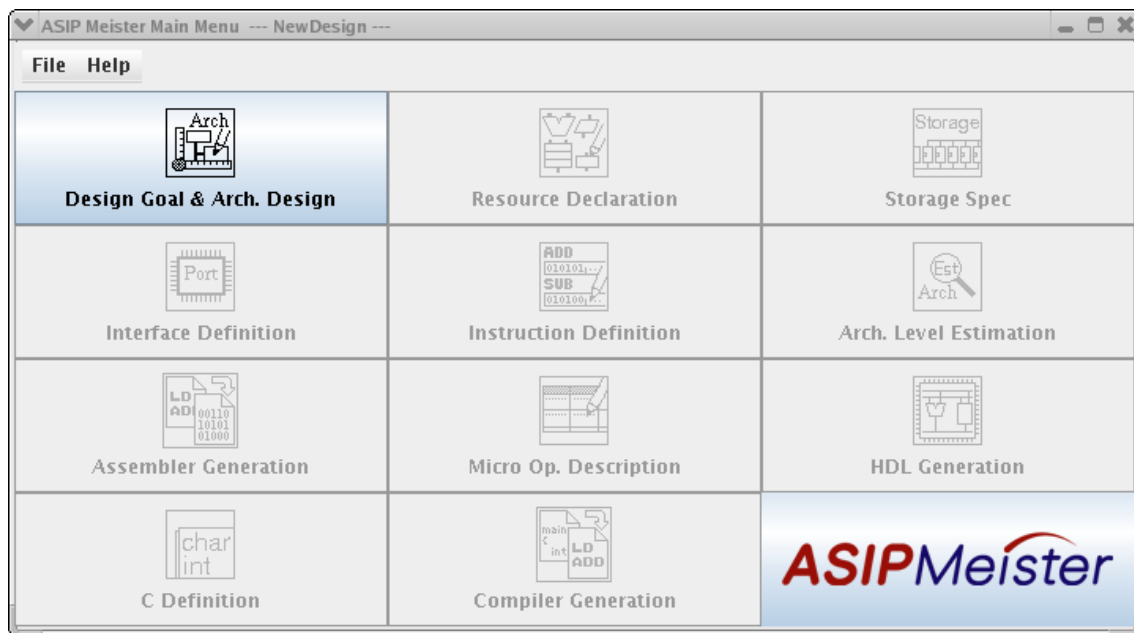 ASIP Meister Main Menu --- NewDesign ---
File Help
Arch
Design Goal & Arch. Design
Resource Declaration
Storage
Storage Spec
Port
Interface Definition
ADD
010101
SUB
010100
Instruction Definition
Est
Arch
Arch. Level Estimation
LD
ADD
00110
10101
01000
Assembler Generation
Micro Op. Description
HDL Generation
char
int
C Definition
main
{
int
LD
ADD
Compiler Generation
ASIPMeister